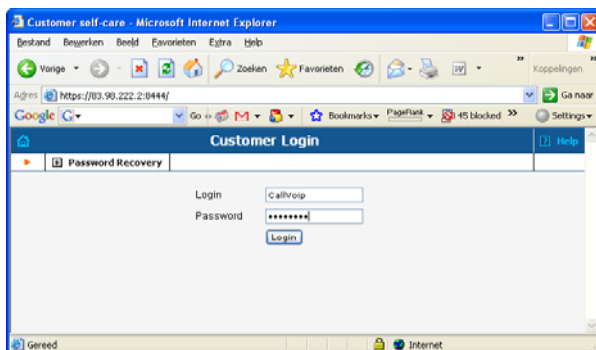 Customer self-care - Microsoft Internet Explorer
Bestand Bewerken Beeld Favorieten Extra Help
Vorige Zoeken Favorieten Koppelingen
Adres https://83.98.222.2:8444/ Ga naar
Google G Go Bookmarks PageRank 45 blocked Settings
Customer Login Help
Password Recovery
Login CallVoip
Password ••••••••
Login
Gereed Internet